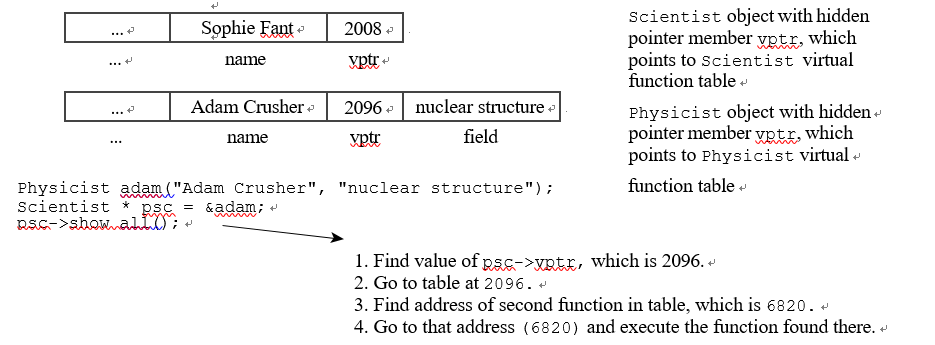 ... Sophie Fant 2008
... name vptr
... Adam Crusher 2096 nuclear structure
... name vptr field
Scientist object with hidden
pointer member vptr, which
points to Scientist virtual
function table
Physicist object with hidden
pointer member vptr, which
points to Physicist virtual
function table
Physicist adam("Adam Crusher", "nuclear structure");
Scientist * psc = &adam;
psc->show_all();
1. Find value of psc->vptr, which is 2096.
2. Go to table at 2096.
3. Find address of second function in table, which is 6820.
4. Go to that address (6820) and execute the function found there.